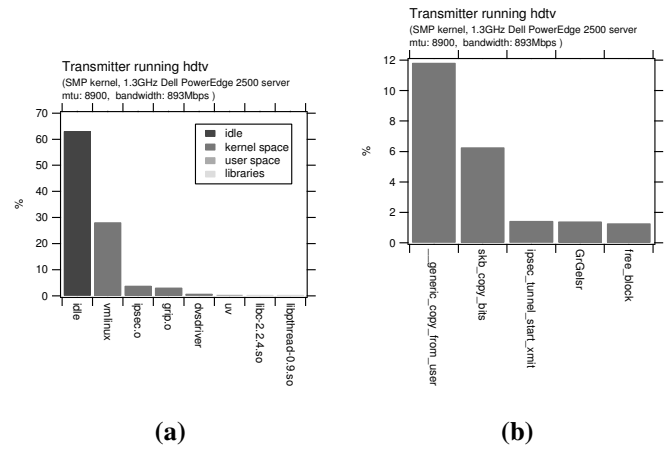 Transmitter running hdtv
(SMP kernel, 1.3GHz Dell PowerEdge 2500 server
mtu: 8900, bandwidth: 893Mbps )
70
60
50
40
30
20
10
0
%
idle
kernel space
user space
libraries
idle
vmlinux
ipsec.o
grip.o
dvsdriver
uv
libc-2.2.4.so
libpthread-0.9.so
(a)
Transmitter running hdtv
(SMP kernel, 1.3GHz Dell PowerEdge 2500 server
mtu: 8900, bandwidth: 893Mbps )
12
10
8
6
4
2
0
%
__generic_copy_from_user
skb_copy_bits
ipsec_tunnel_start_xmit
GrGeIsr
free_block
(b)